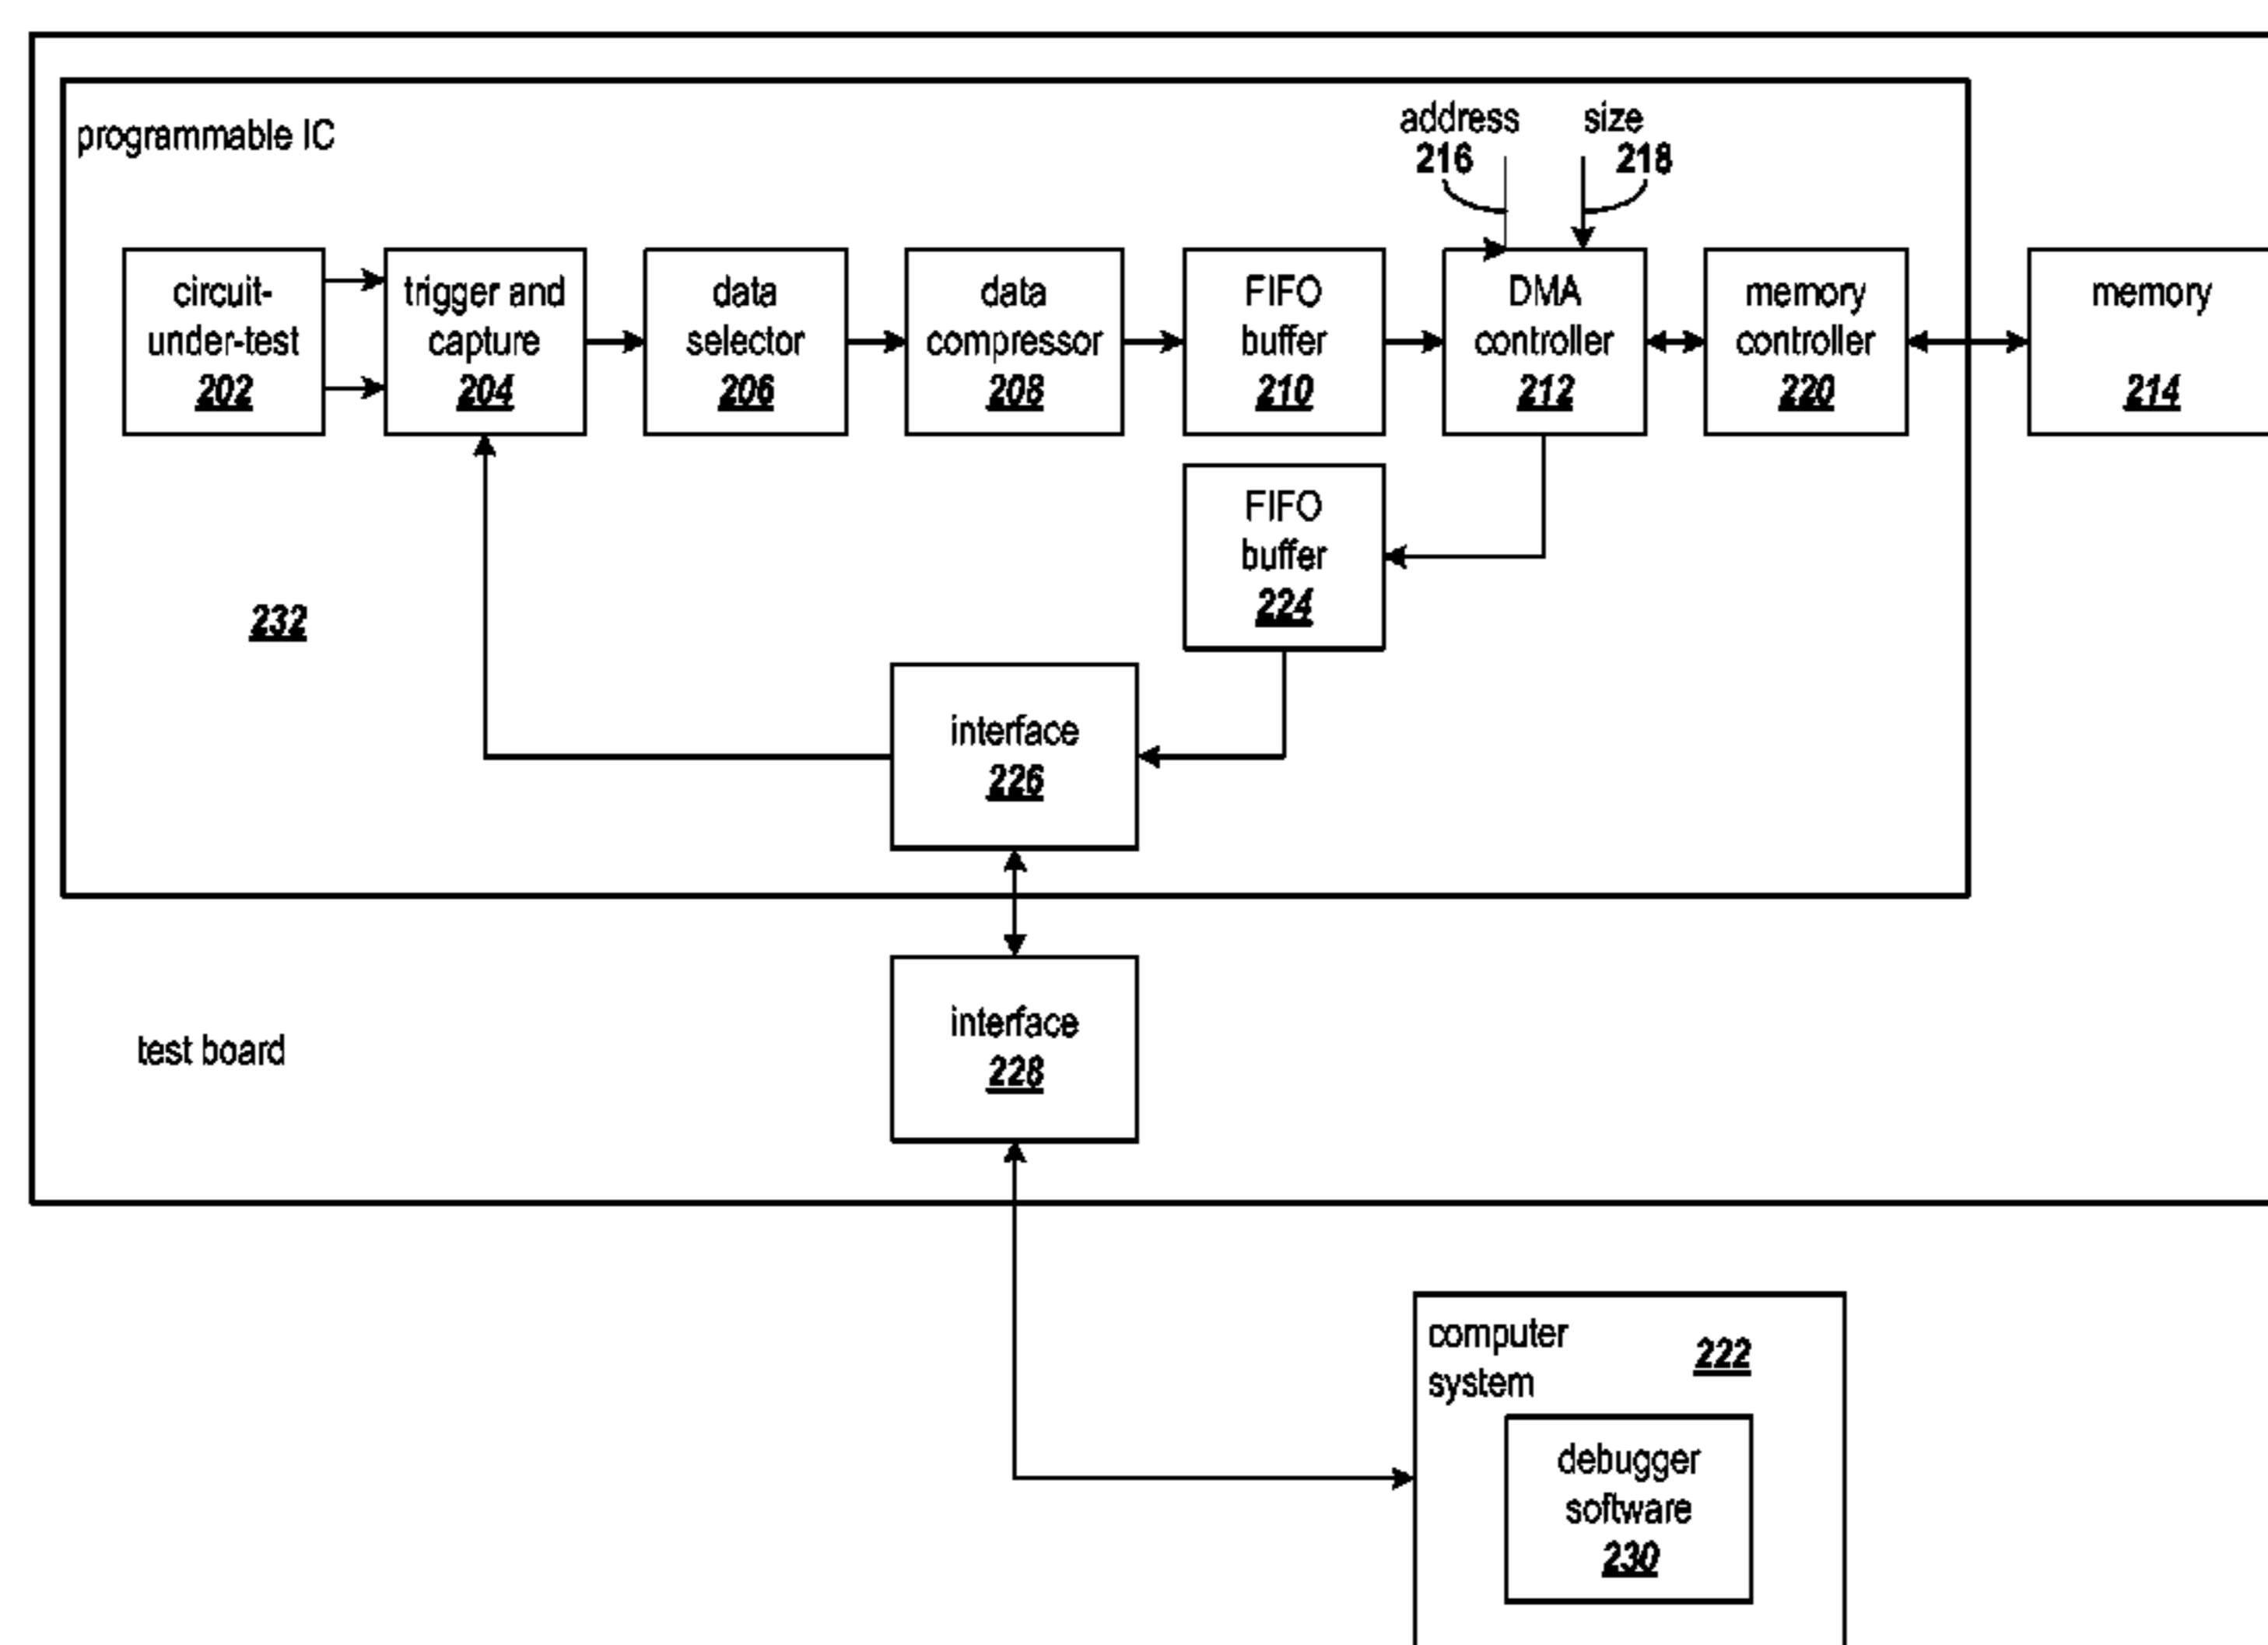 programmable IC
address
216
size
218
circuit-
under-test
202
trigger and
capture
204
data
selector
206
data
compressor
208
FIFO
buffer
210
DMA
controller
212
memory
controller
220
memory
214
FIFO
buffer
224
232
interface
226
interface
228
test board
computer
system
222
debugger
software
230